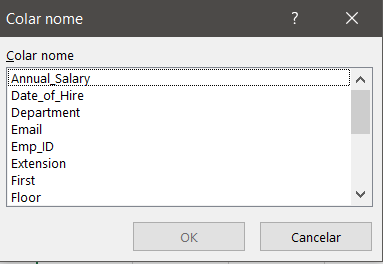 Colar nome
?
Colar nome
Annual_Salary
Date_of_Hire
Department
Email
Emp_ID
Extension
First
Floor
OK
Cancelar